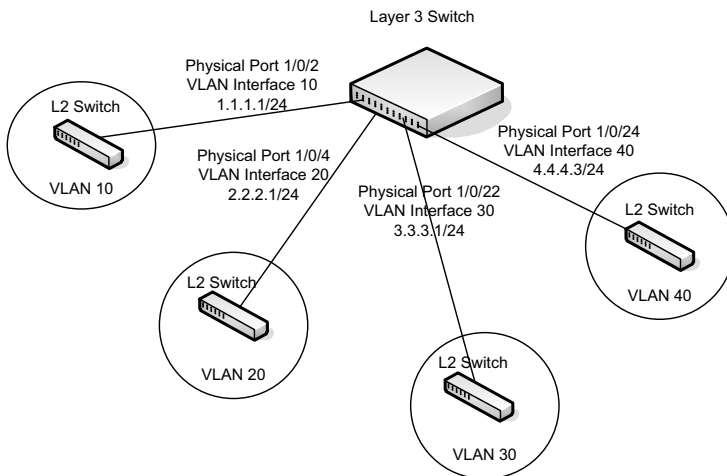 Layer 3 Switch
Physical Port 1/0/2
VLAN Interface 10
1.1.1.1/24
L2 Switch
VLAN 10
Physical Port 1/0/4
VLAN Interface 20
2.2.2.1/24
L2 Switch
VLAN 20
Physical Port 1/0/22
VLAN Interface 30
3.3.3.1/24
L2 Switch
VLAN 30
Physical Port 1/0/24
VLAN Interface 40
4.4.4.3/24
L2 Switch
VLAN 40